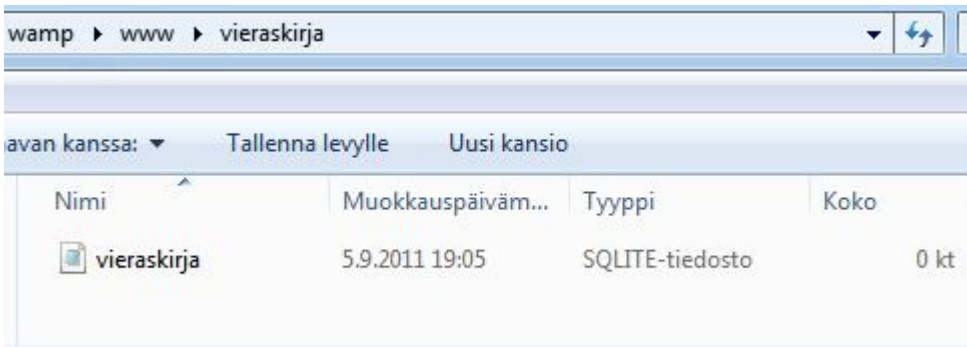 wamp ▸ www ▸ vieraskirja
avan kanssa: Tallenna levylle Uusi kansio
Nimi Muokkauspäiväm... Tyyppi Koko
vieraskirja 5.9.2011 19:05 SQLITE-tiedosto 0 kt